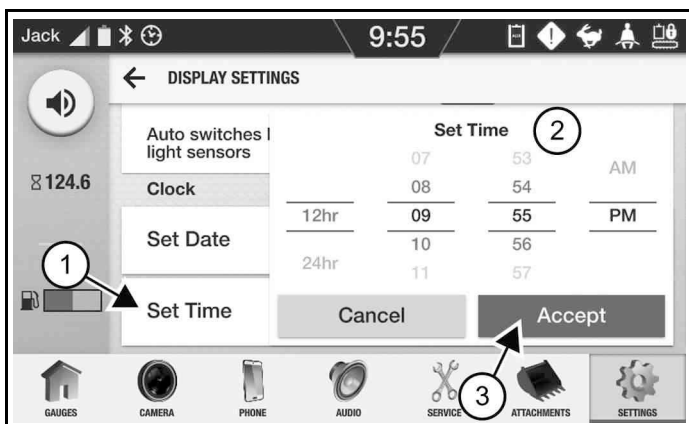 Jack 9:55
DISPLAY SETTINGS
Auto switches
light sensors
Clock
Set Date
Set Time
124.6
1
Set Time 2
07 53 AM
08 54
12hr 09 55 PM
24hr 10 56
11 57
Cancel Accept
3
GAUGES CAMERA PHONE AUDIO SERVICE ATTACHMENTS SETTINGS